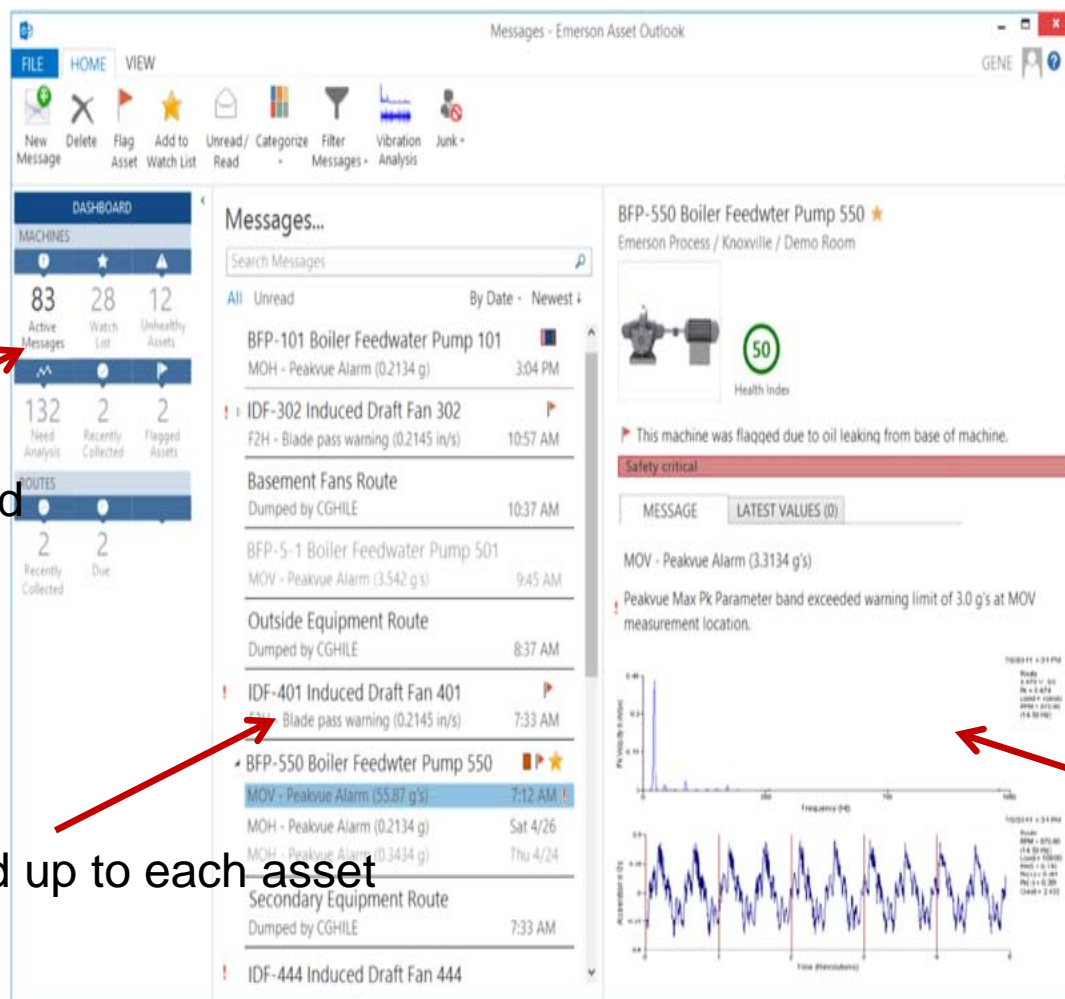 Messages - Emerson Asset Outlook
FILE HOME VIEW
GENE
New Message
Delete
Flag Asset
Add to Watch List
Unread/ Read
Categorize
Filter Messages
Vibration Analysis
Junk
DASHBOARD
MACHINES
83 28 12
Active Messages
Watch List
Unhealthy Assets
132 2 2
Need Analysis
Recently Collected
Flagged Assets
ROUTES
d
2 2
Recently Collected
Due
d up to each asset
Messages...
Search Messages
All Unread By Date - Newest
BFP-101 Boiler Feedwater Pump 101
MOH - Peakvue Alarm (0.2134 g) 3:04 PM
! IDF-302 Induced Draft Fan 302
F2H - Blade pass warning (0.2145 in/s) 10:57 AM
Basement Fans Route
Dumped by CGHILE 10:37 AM
BFP-5-1 Boiler Feedwater Pump 501
MOV - Peakvue Alarm (3.542 g's) 9:45 AM
Outside Equipment Route
Dumped by CGHILE 8:37 AM
! IDF-401 Induced Draft Fan 401
F2H - Blade pass warning (0.2145 in/s) 7:33 AM
BFP-550 Boiler Feedwter Pump 550
MOV - Peakvue Alarm (55.87 g's) 7:12 AM !
MOH - Peakvue Alarm (0.2134 g) Sat 4/26
MOH - Peakvue Alarm (0.3434 g) Thu 4/24
Secondary Equipment Route
Dumped by CGHILE 7:33 AM
! IDF-444 Induced Draft Fan 444
BFP-550 Boiler Feedwter Pump 550
Emerson Process / Knoxville / Demo Room
50
Health Index
This machine was flagged due to oil leaking from base of machine.
Safety critical
MESSAGE LATEST VALUES (0)
MOV - Peakvue Alarm (3.3134 g's)
! Peakvue Max Pk Parameter band exceeded warning limit of 3.0 g's at MOV
measurement location.
Route
Frequency (Hz)
Route
Acceleration in G's
Time (Revolutions)